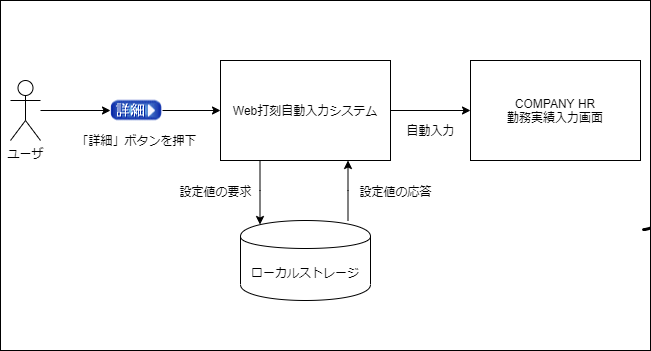 詳細
Web打刻自動入力システム
COMPANY HR
勤務実績入力画面
自動入力
「詳細」ボタンを押下
ユーザ
設定値の要求
設定値の応答
ローカルストレージ